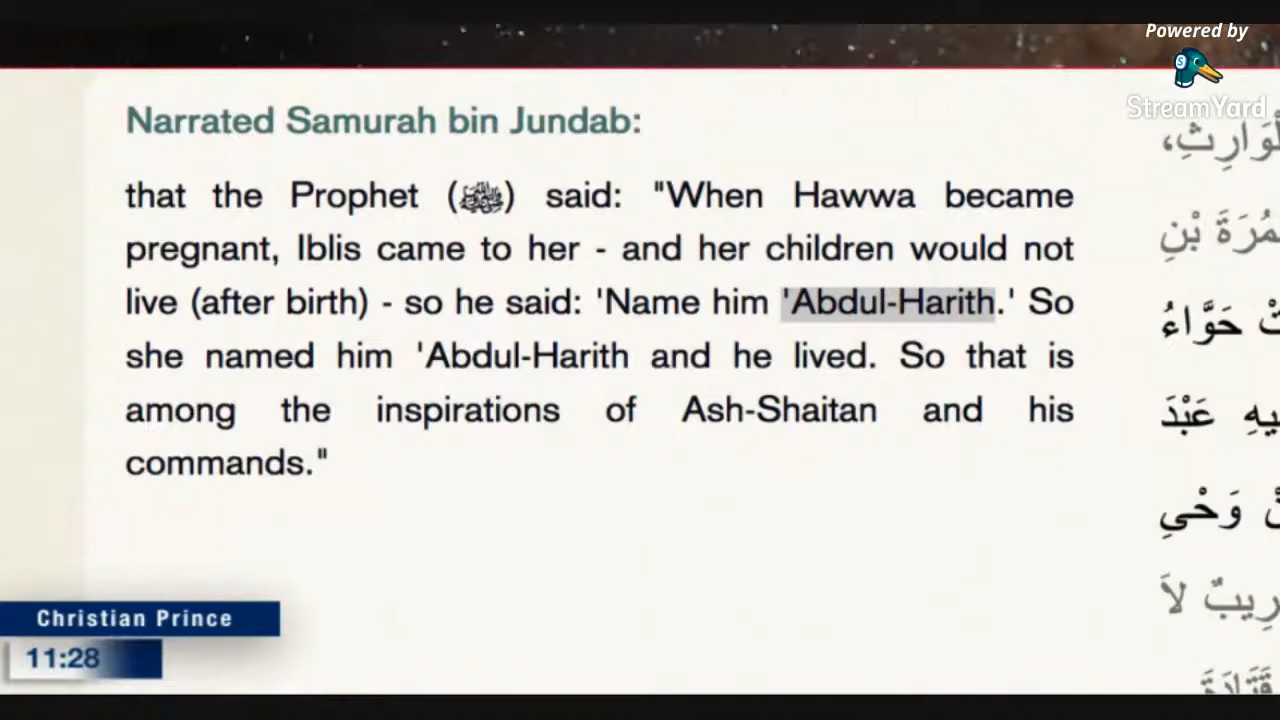 Powered by
StreamYard
Narrated Samurah bin Jundab:
that the Prophet (ﷺ) said: "When Hawwa became
pregnant, Iblis came to her - and her children would not
live (after birth) - so he said: 'Name him 'Abdul-Harith.' So
she named him 'Abdul-Harith and he lived. So that is
among the inspirations of Ash-Shaitan and his
commands."
حَوَّاءُ
عَبْدَ
وَحْىِ
لاَ
Christian Prince
11:28